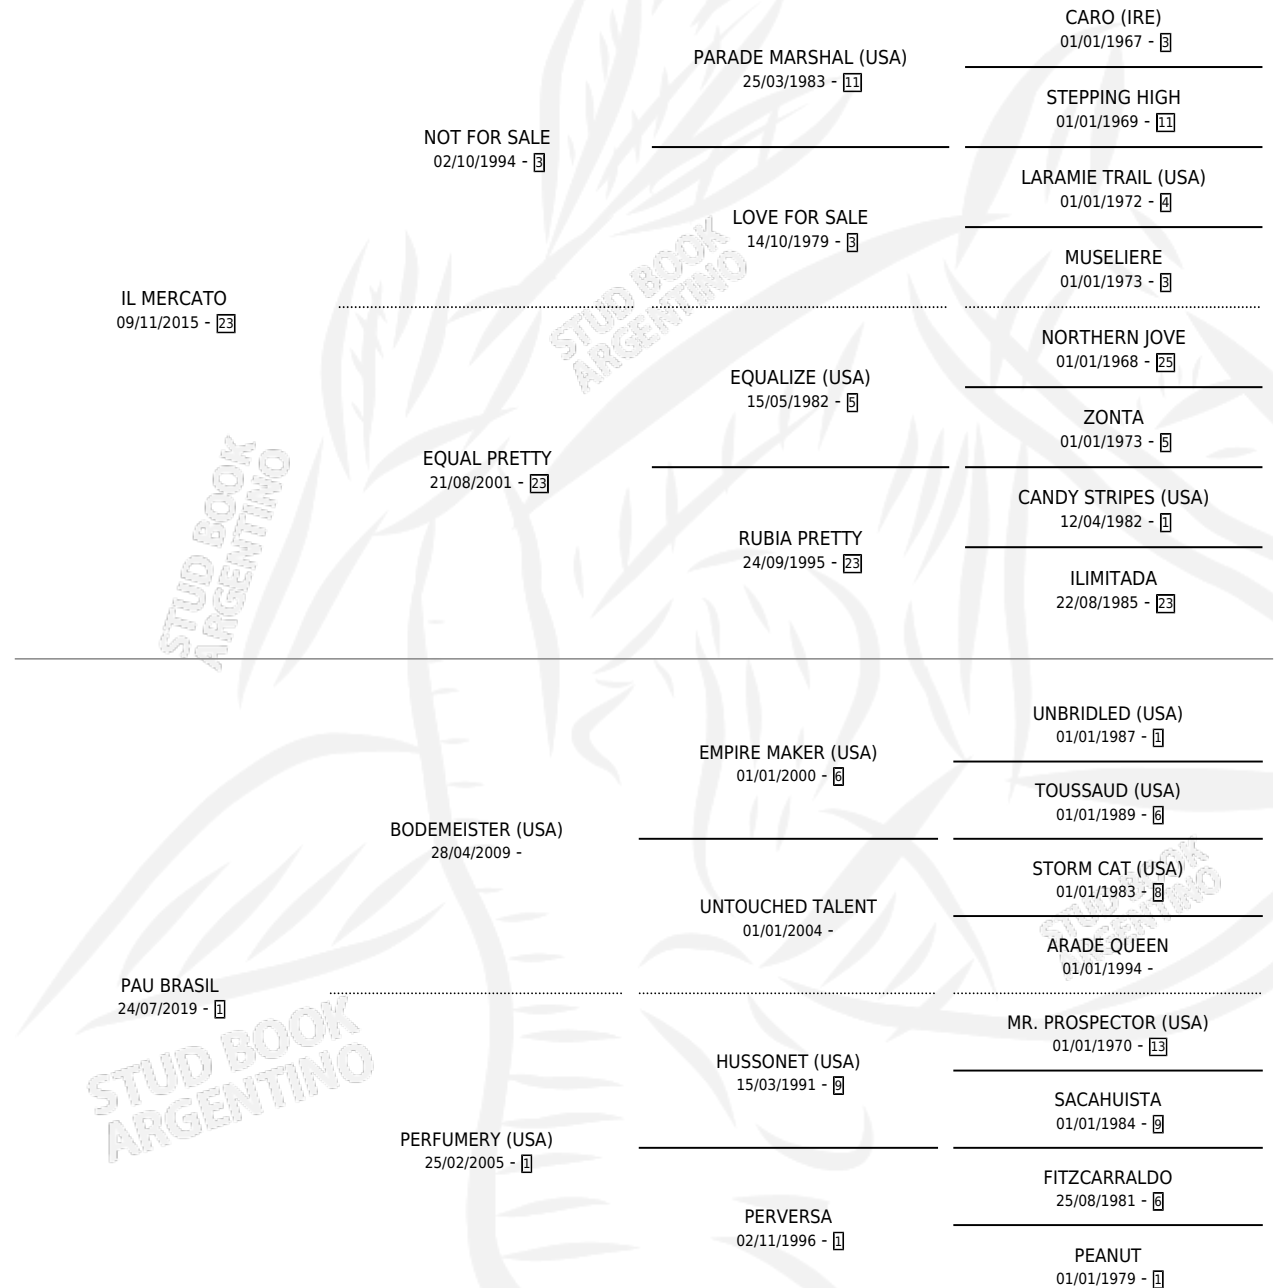 CARO (IRE)
01/01/1967 - 3
PARADE MARSHAL (USA)
25/03/1983 - 11
STEPPING HIGH
01/01/1969 - 11
NOT FOR SALE
02/10/1994 - 3
LARAMIE TRAIL (USA)
01/01/1972 - 4
LOVE FOR SALE
14/10/1979 - 3
MUSELIERE
01/01/1973 - 3
IL MERCATO
09/11/2015 - 23
NORTHERN JOVE
01/01/1968 - 25
EQUALIZE (USA)
15/05/1982 - 5
ZONTA
01/01/1973 - 5
EQUAL PRETTY
21/08/2001 - 23
CANDY STRIPES (USA)
12/04/1982 - 1
RUBIA PRETTY
24/09/1995 - 23
ILIMITADA
22/08/1985 - 23
STUD BOOK
ARGENTINO
STUD BOOK
ARGENTINO
UNBRIDLED (USA)
01/01/1987 - 1
EMPIRE MAKER (USA)
01/01/2000 - 6
TOUSSAUD (USA)
01/01/1989 - 6
BODEMEISTER (USA)
28/04/2009 -
STORM CAT (USA)
01/01/1983 - 8
UNTOUCHED TALENT
01/01/2004 -
ARADE QUEEN
01/01/1994 -
PAU BRASIL
24/07/2019 - 1
MR. PROSPECTOR (USA)
01/01/1970 - 13
HUSSONET (USA)
15/03/1991 - 9
SACAHUISTA
01/01/1984 - 9
PERFUMERY (USA)
25/02/2005 - 1
FITZCARRALDO
25/08/1981 - 6
PERVERSA
02/11/1996 - 1
PEANUT
01/01/1979 - 1
STUD BOOK
ARGENTINO
STUD BOOK
ARGENTINO